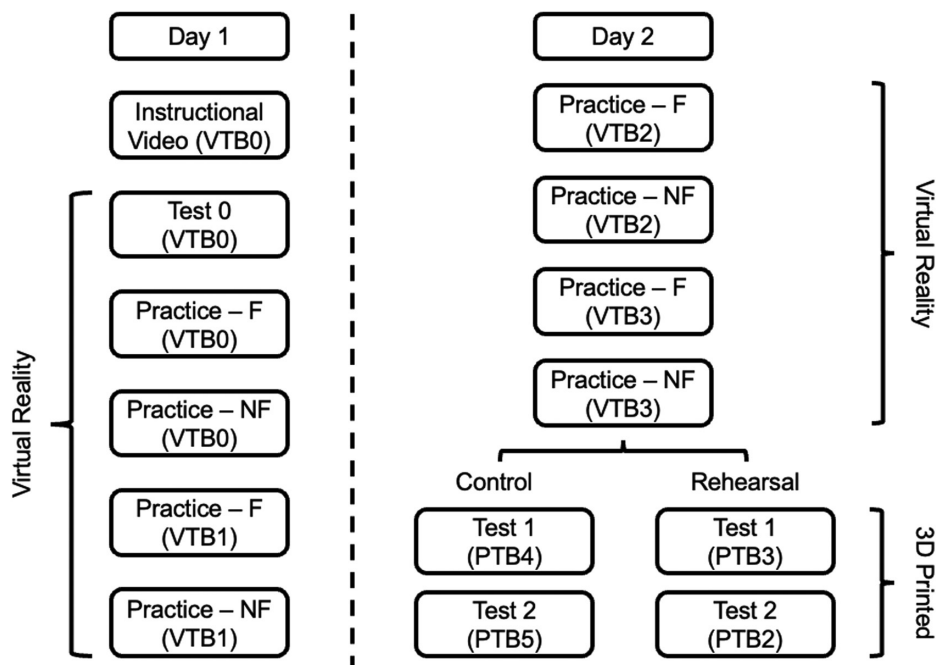 Day 1
Instructional
Video (VTB0)
Test 0
(VTB0)
Practice – F
(VTB0)
Practice – NF
(VTB0)
Practice – F
(VTB1)
Practice – NF
(VTB1)
Virtual Reality
Day 2
Practice – F
(VTB2)
Practice – NF
(VTB2)
Practice – F
(VTB3)
Practice – NF
(VTB3)
Virtual Reality
Control
Rehearsal
Test 1
(PTB4)
Test 1
(PTB3)
Test 2
(PTB5)
Test 2
(PTB2)
3D Printed